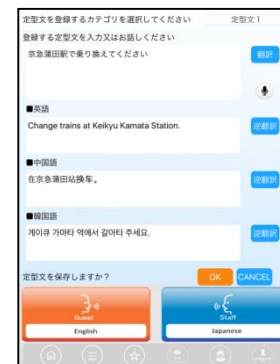 定型文を登録するカテゴリを選択してください 定型文1
登録する定型文を入力又はお話しください
京急蒲田駅で乗り換えてください
翻訳
■英語
Change trains at Keikyu Kamata Station.
逆翻訳
■中国語
在京急蒲田站换车。
逆翻訳
■韓国語
게이큐 가마타 역에서 갈아타 주세요.
逆翻訳
定型文を保存しますか？ OK CANCEL
Guest Staff
English Japanese